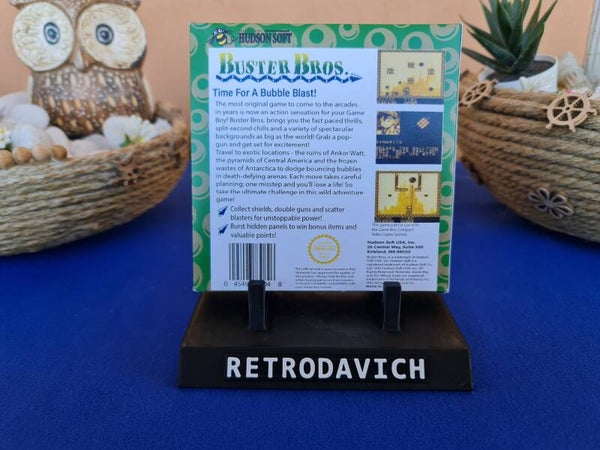 HUDSON SOFT
BUSTER BROS.
Time For A Bubble Blast!
The most original game to come to the arcades
in years is now an action sensation for your Game
Boy! Buster Bros. brings you the fast paced thrills,
split-second chills and a variety of spectacular
backgrounds as big as the world! Grab a pop-
gun and get set for excitement!
Travel to exotic locations - the ruins of Ankor Watt,
the pyramids of Central America and the frozen
wastes of Antarctica to dodge bouncing bubbles
in death-defying arenas. Each move takes careful
planning; one misstep and you'll lose a life! So
take the ultimate challenge in this wild adventure
game!
Collect shields, double guns and scatter
blasters for unstoppable power!
Burst hidden panels to win bonus items and
valuable points!
Hudson Soft USA, Inc.
25 Central Way, Suite 300
Kirkland, WA 98033
RETRODAVICH